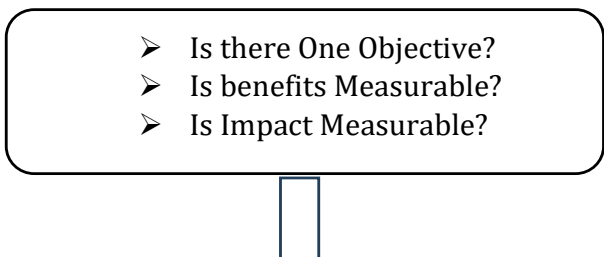 ➢ Is there One Objective?
➢ Is benefits Measurable?
➢ Is Impact Measurable?